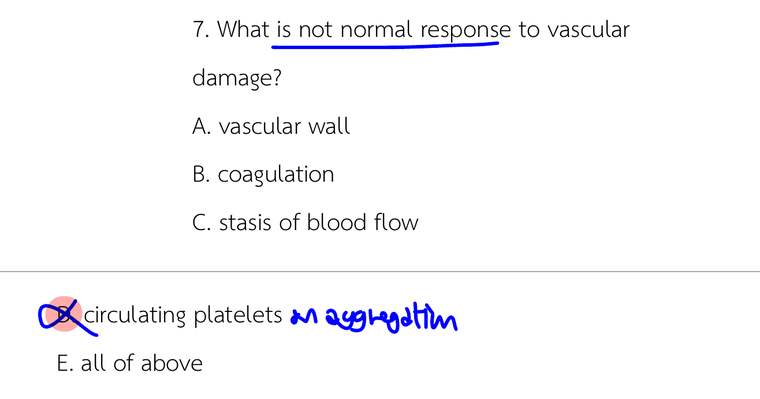 7. What is not normal response to vascular
damage?
A. vascular wall
B. coagulation
C. stasis of blood flow
D. circulating platelets aggregation
E. all of above